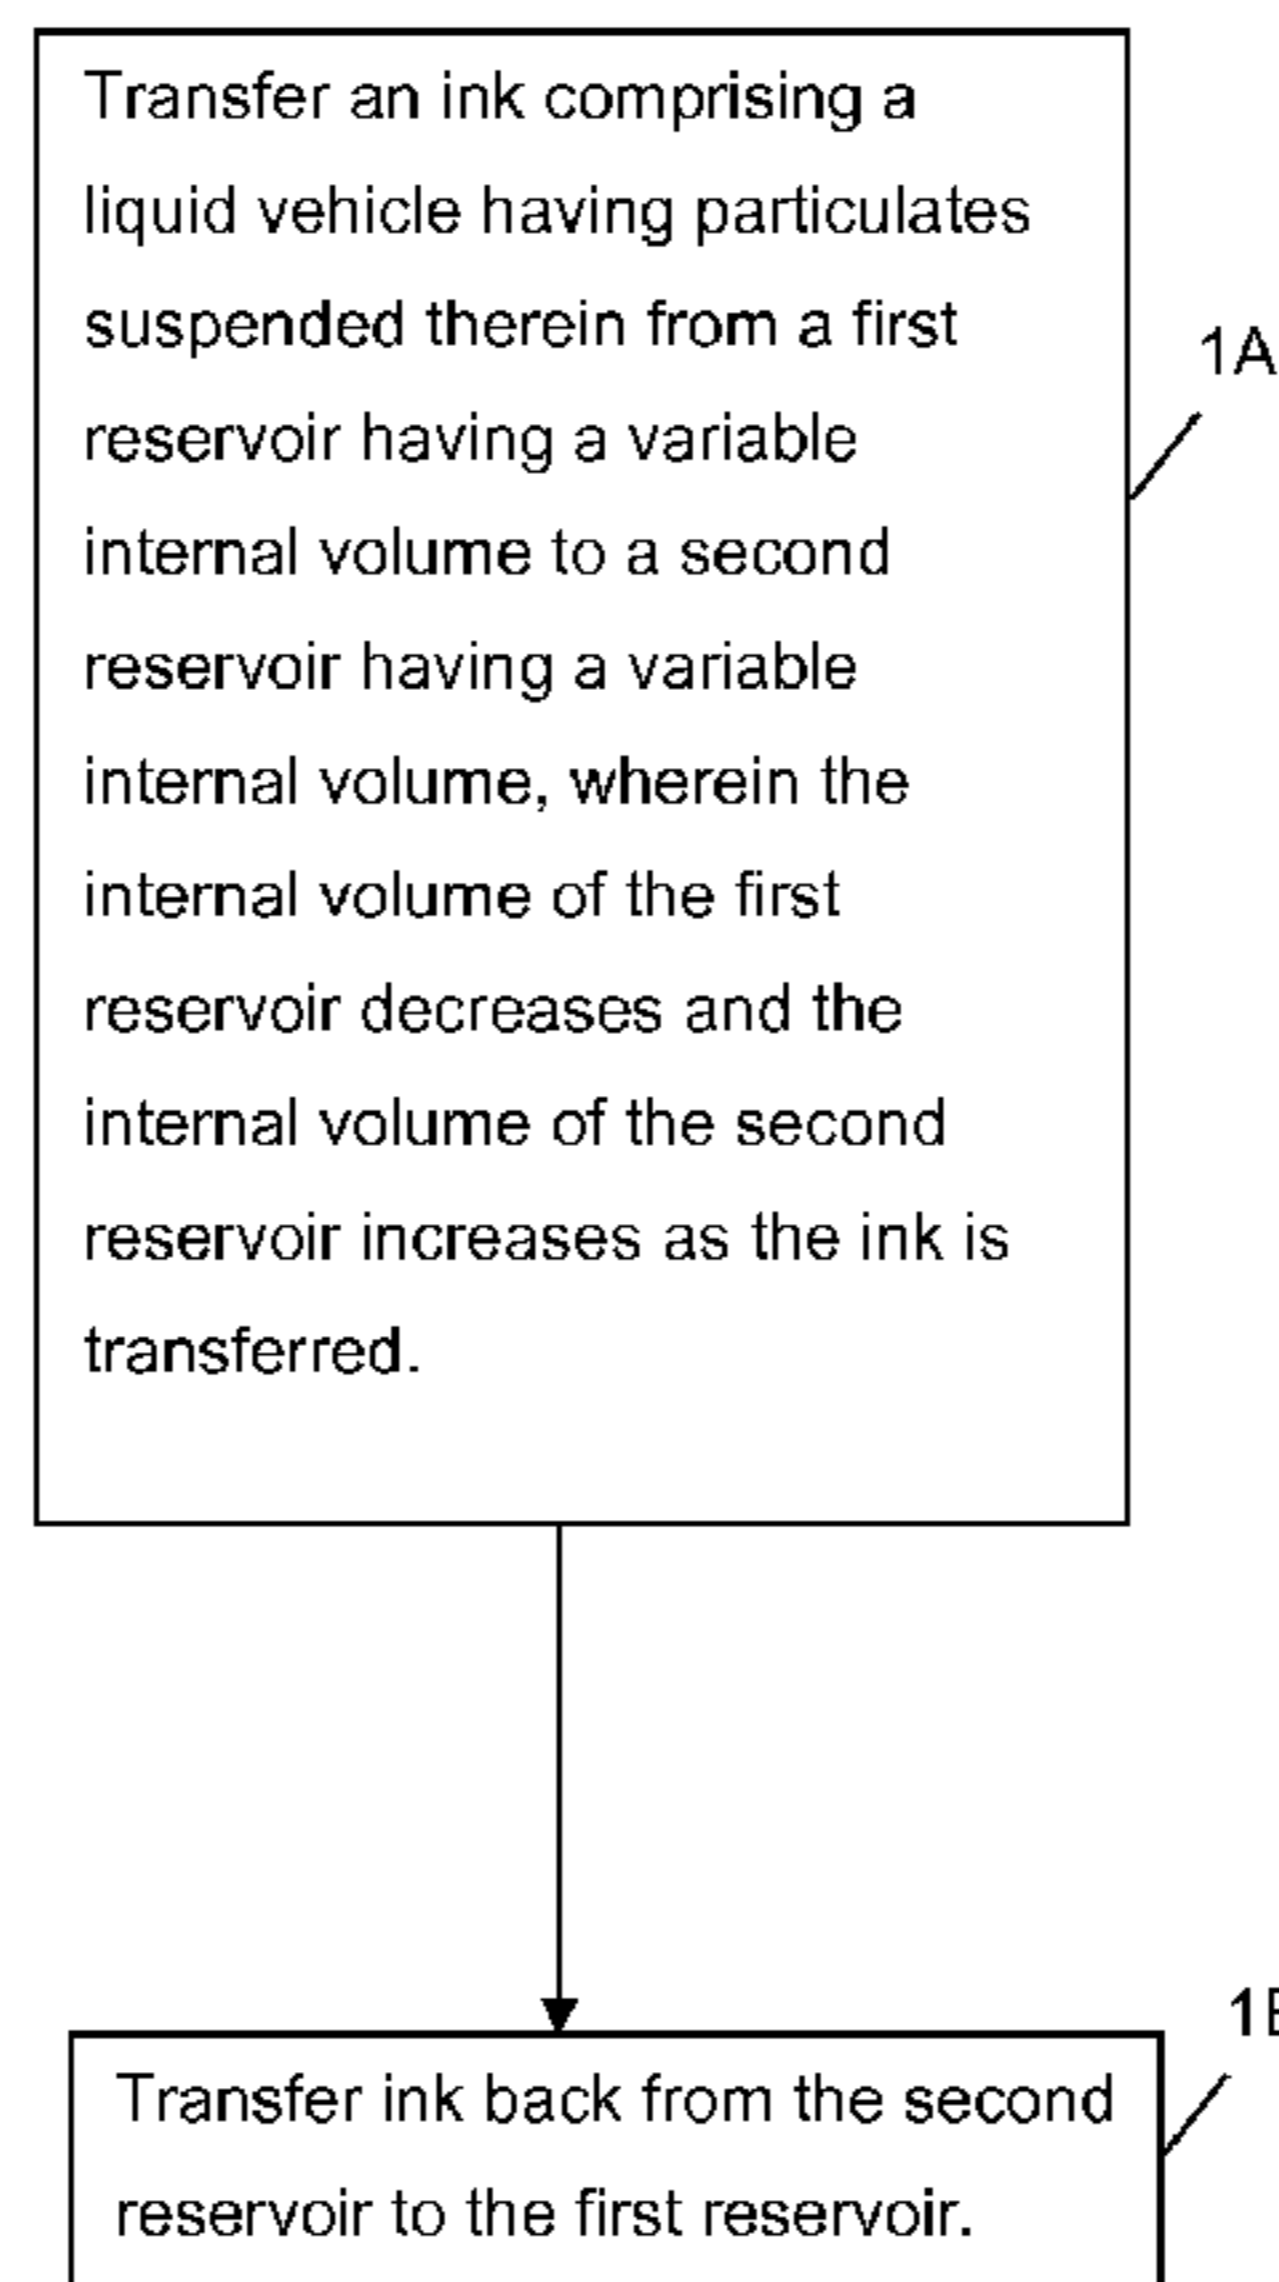 Transfer an ink comprising a
liquid vehicle having particulates
suspended therein from a first
reservoir having a variable
internal volume to a second
reservoir having a variable
internal volume, wherein the
internal volume of the first
reservoir decreases and the
internal volume of the second
reservoir increases as the ink is
transferred.
1A
Transfer ink back from the second
reservoir to the first reservoir.